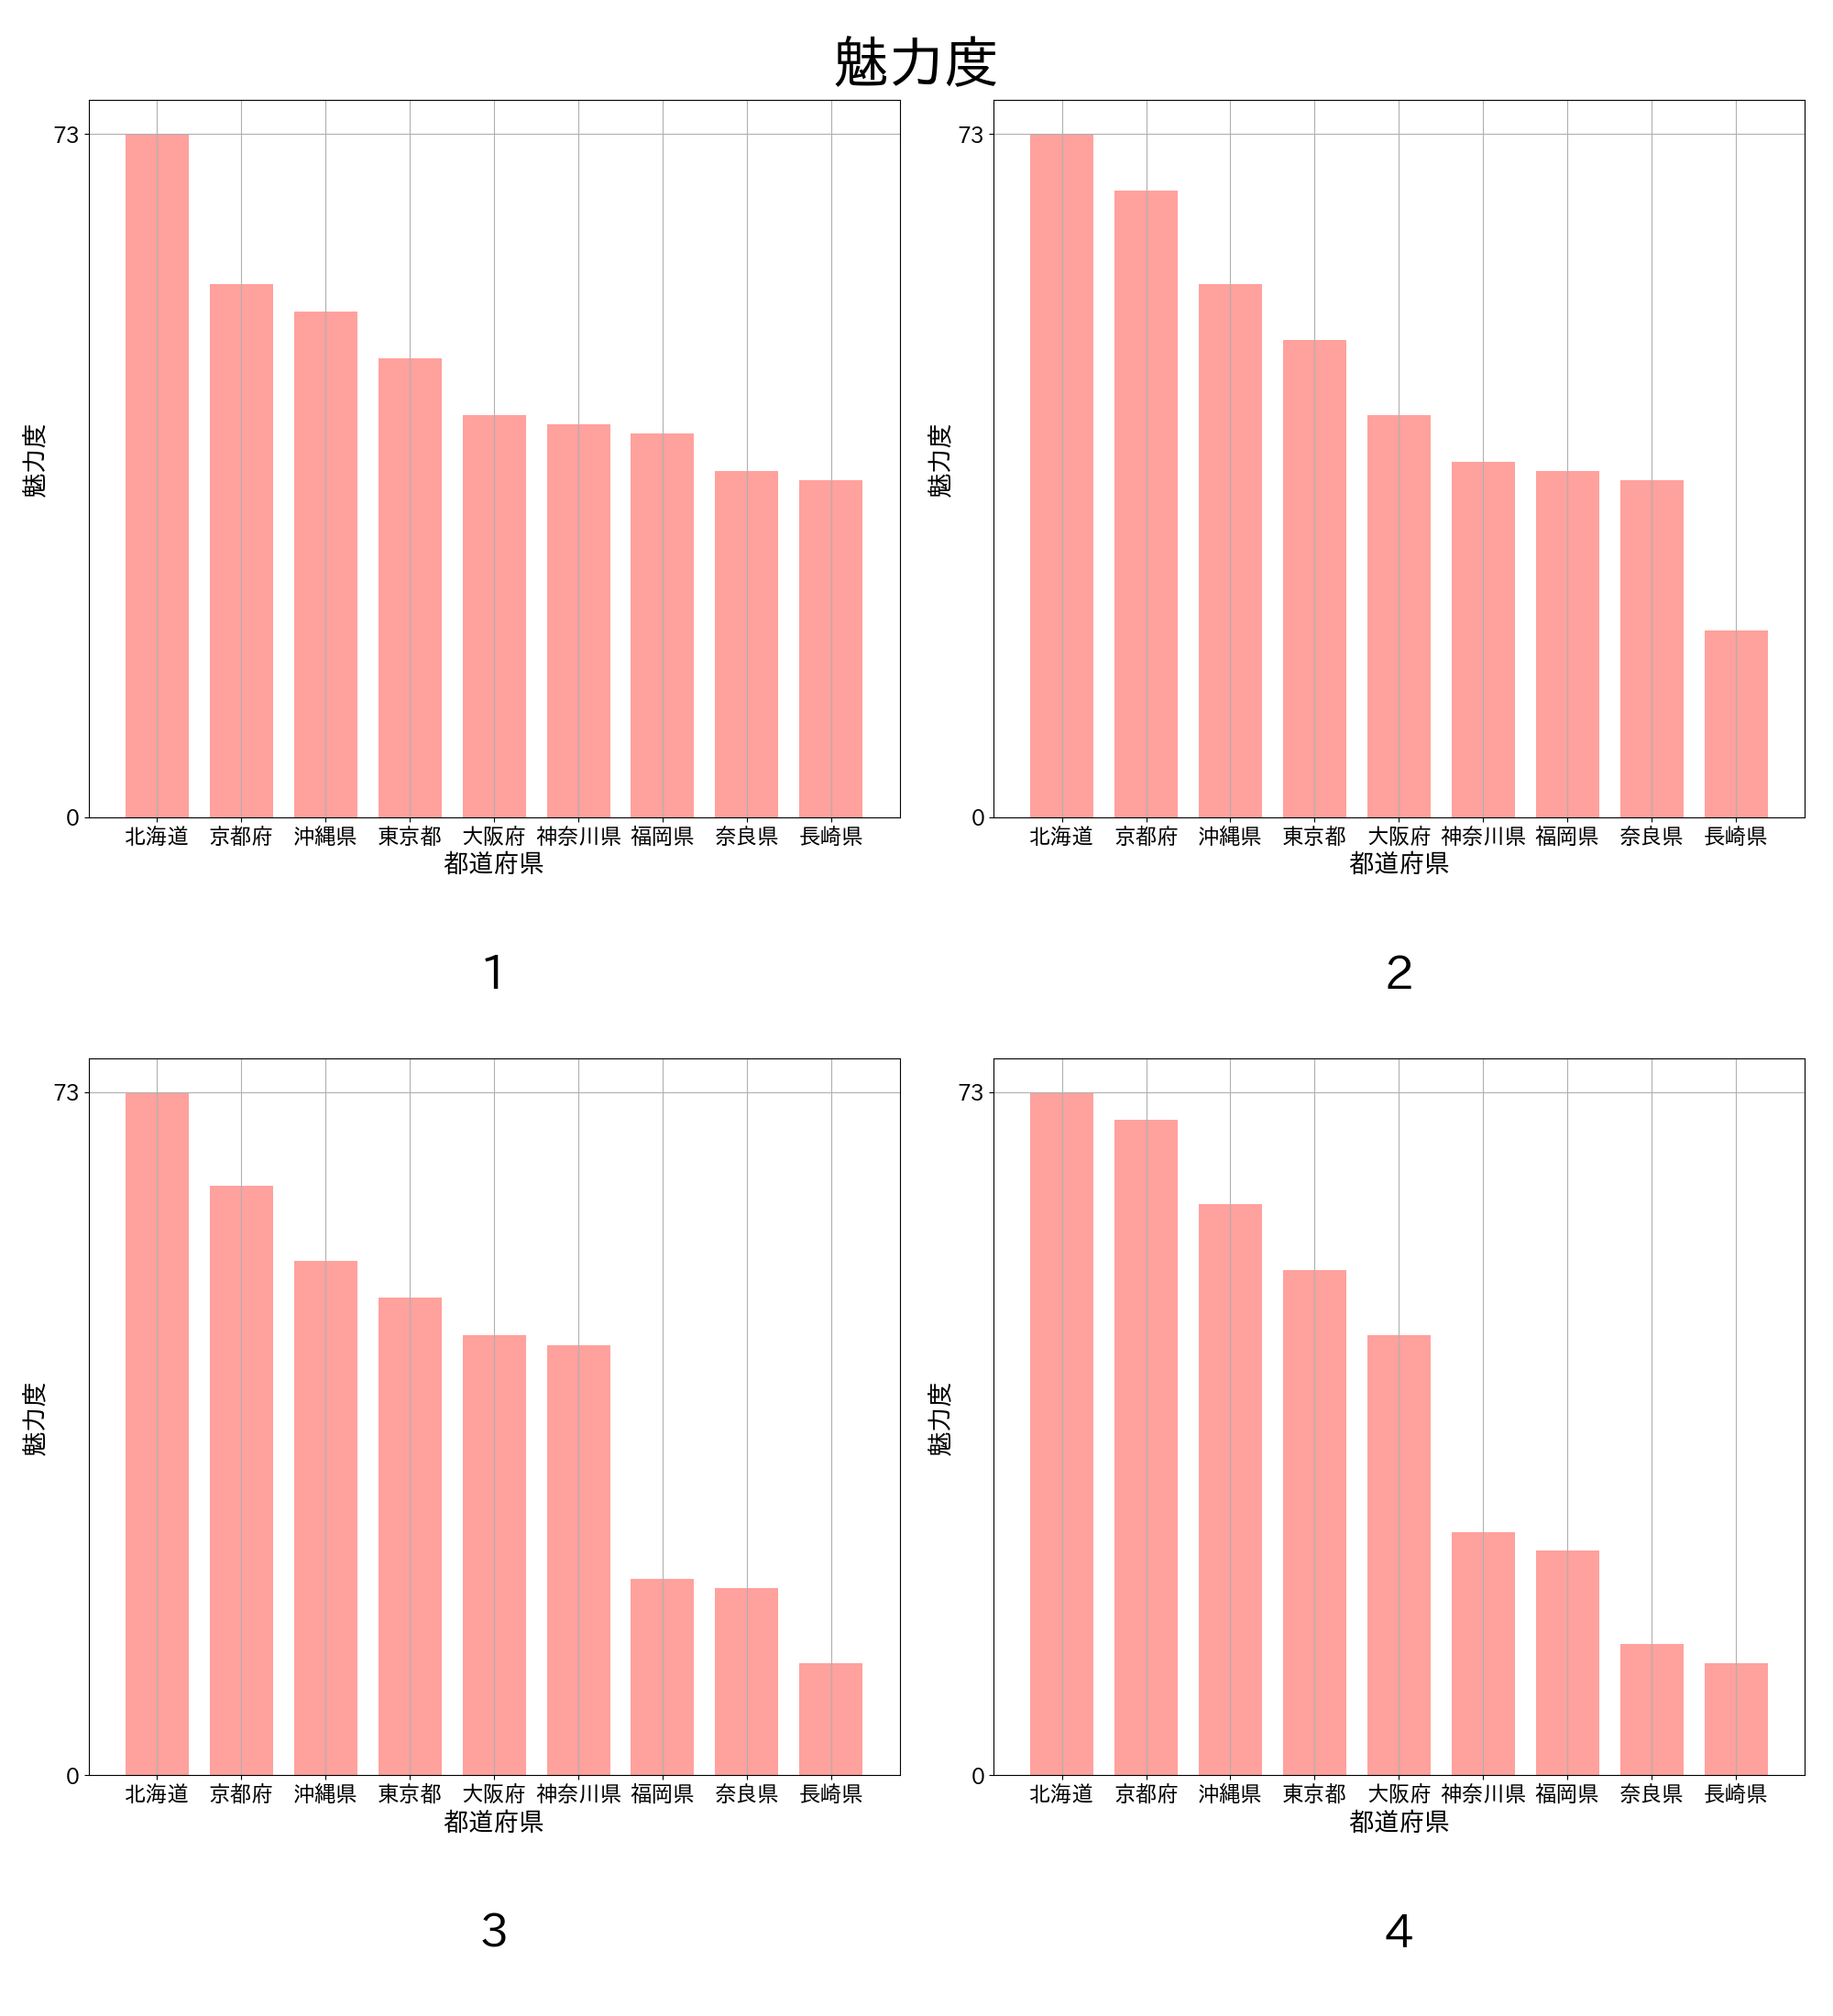 魅力度
73
魅力度
0
北海道 京都府 沖縄県 東京都 大阪府 神奈川県 福岡県 奈良県 長崎県
都道府県
1
73
魅力度
0
北海道 京都府 沖縄県 東京都 大阪府 神奈川県 福岡県 奈良県 長崎県
都道府県
2
73
魅力度
0
北海道 京都府 沖縄県 東京都 大阪府 神奈川県 福岡県 奈良県 長崎県
都道府県
3
73
魅力度
0
北海道 京都府 沖縄県 東京都 大阪府 神奈川県 福岡県 奈良県 長崎県
都道府県
4